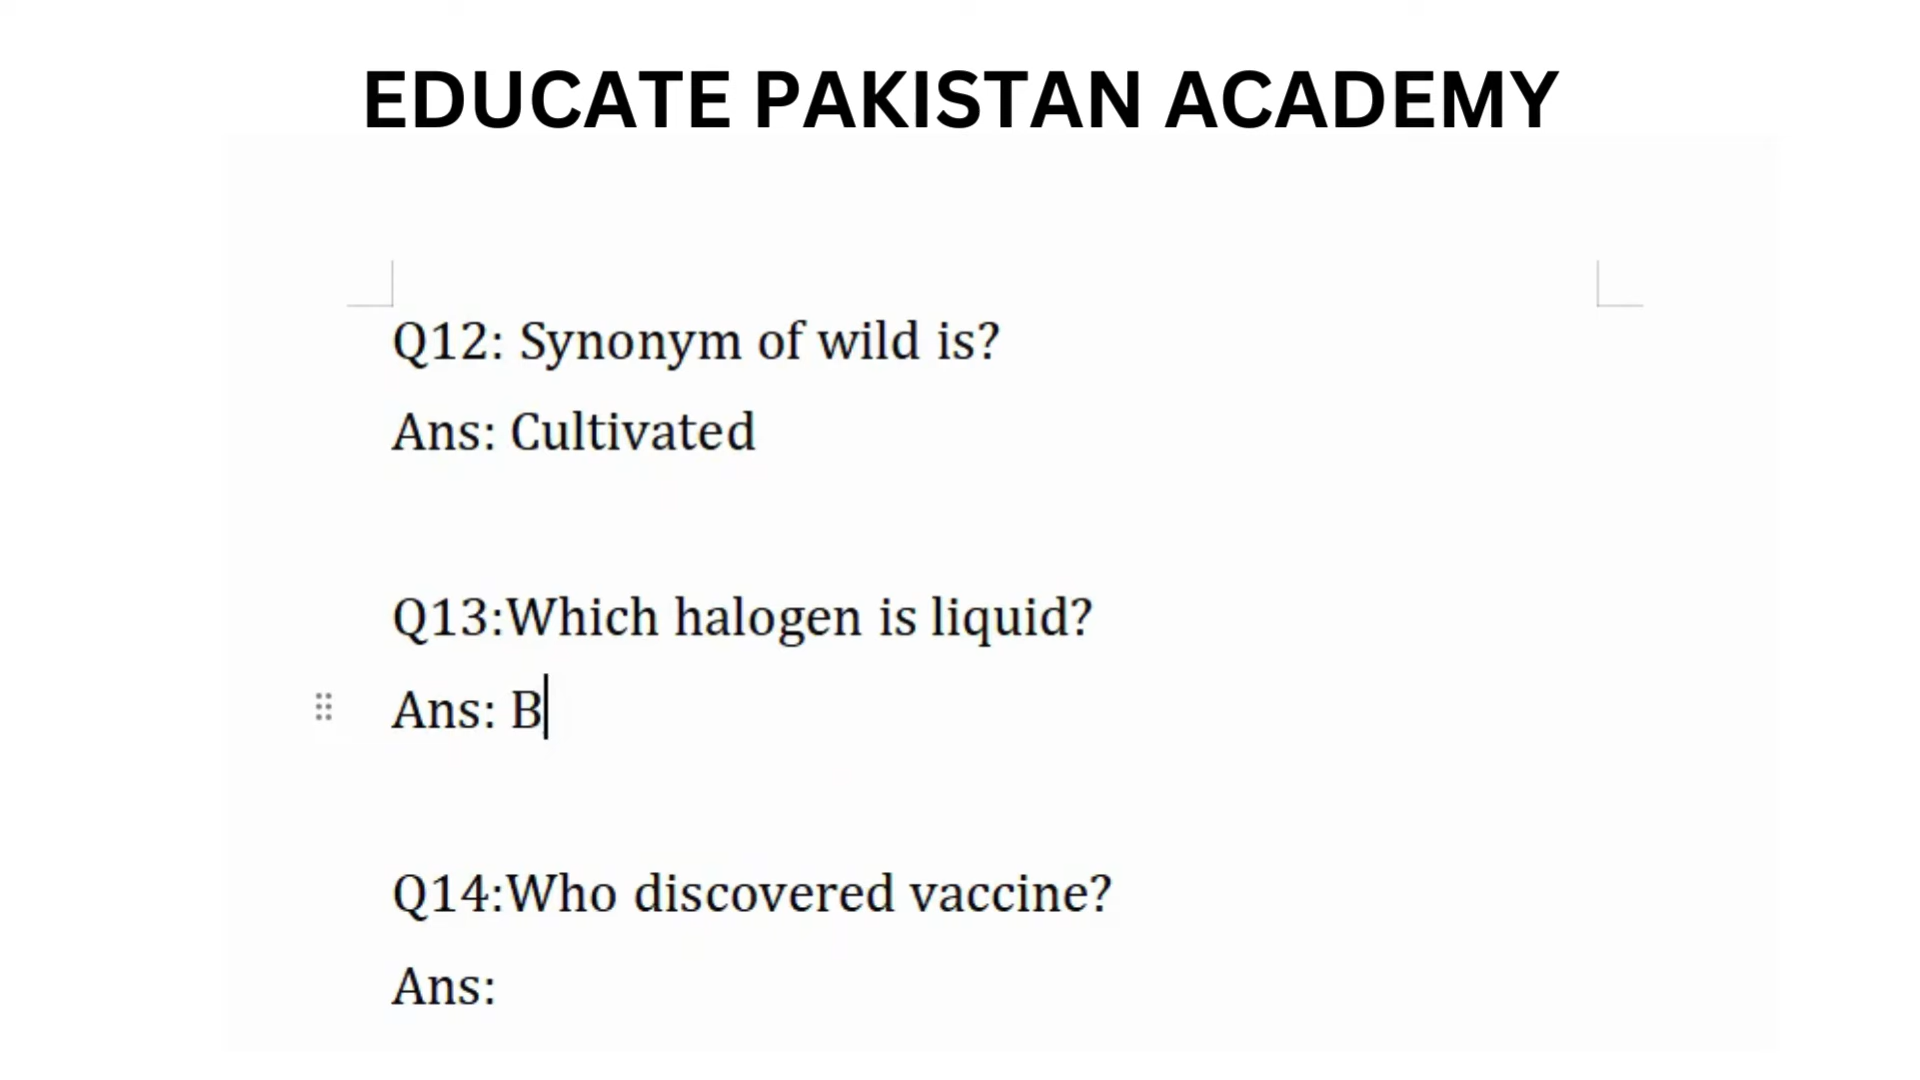 EDUCATE PAKISTAN ACADEMY
Q12: Synonym of wild is?
Ans: Cultivated
Q13:Which halogen is liquid?
Ans: B
Q14:Who discovered vaccine?
Ans: